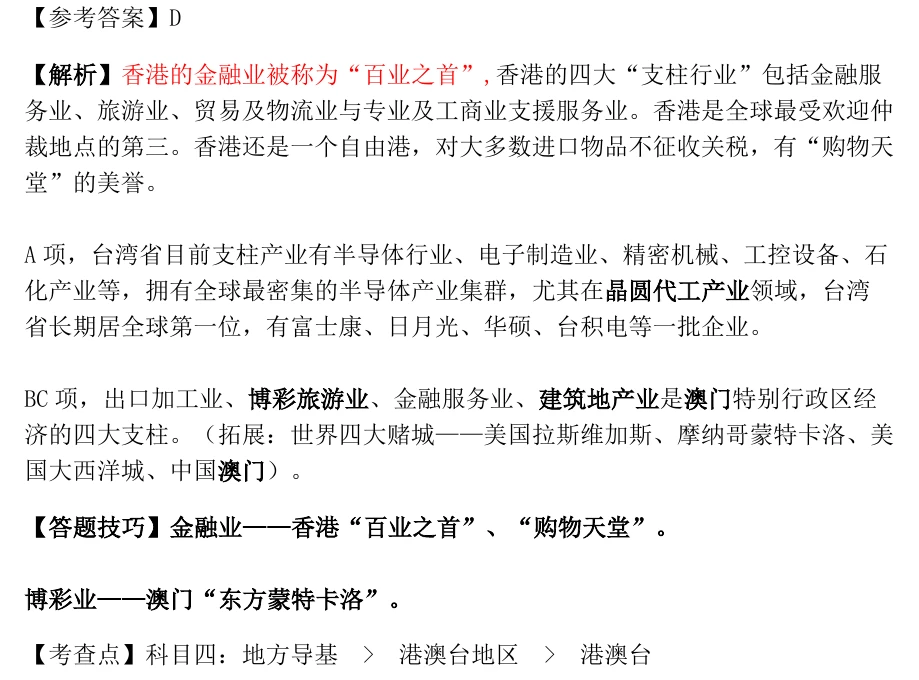 【参考答案】D
【解析】香港的金融业被称为“百业之首”,香港的四大“支柱行业”包括金融服
务业、旅游业、贸易及物流业与专业及工商业支援服务业。香港是全球最受欢迎仲
裁地点的第三。香港还是一个自由港，对大多数进口物品不征收关税，有“购物天
堂”的美誉。
A 项，台湾省目前支柱产业有半导体行业、电子制造业、精密机械、工控设备、石
化产业等，拥有全球最密集的半导体产业集群，尤其在晶圆代工产业领域，台湾
省长期居全球第一位，有富士康、日月光、华硕、台积电等一批企业。
BC 项，出口加工业、博彩旅游业、金融服务业、建筑地产业是澳门特别行政区经
济的四大支柱。（拓展：世界四大赌城——美国拉斯维加斯、摩纳哥蒙特卡洛、美
国大西洋城、中国澳门）。
【答题技巧】金融业——香港“百业之首”、“购物天堂”。
博彩业——澳门“东方蒙特卡洛”。
【考查点】科目四：地方导基 > 港澳台地区 > 港澳台